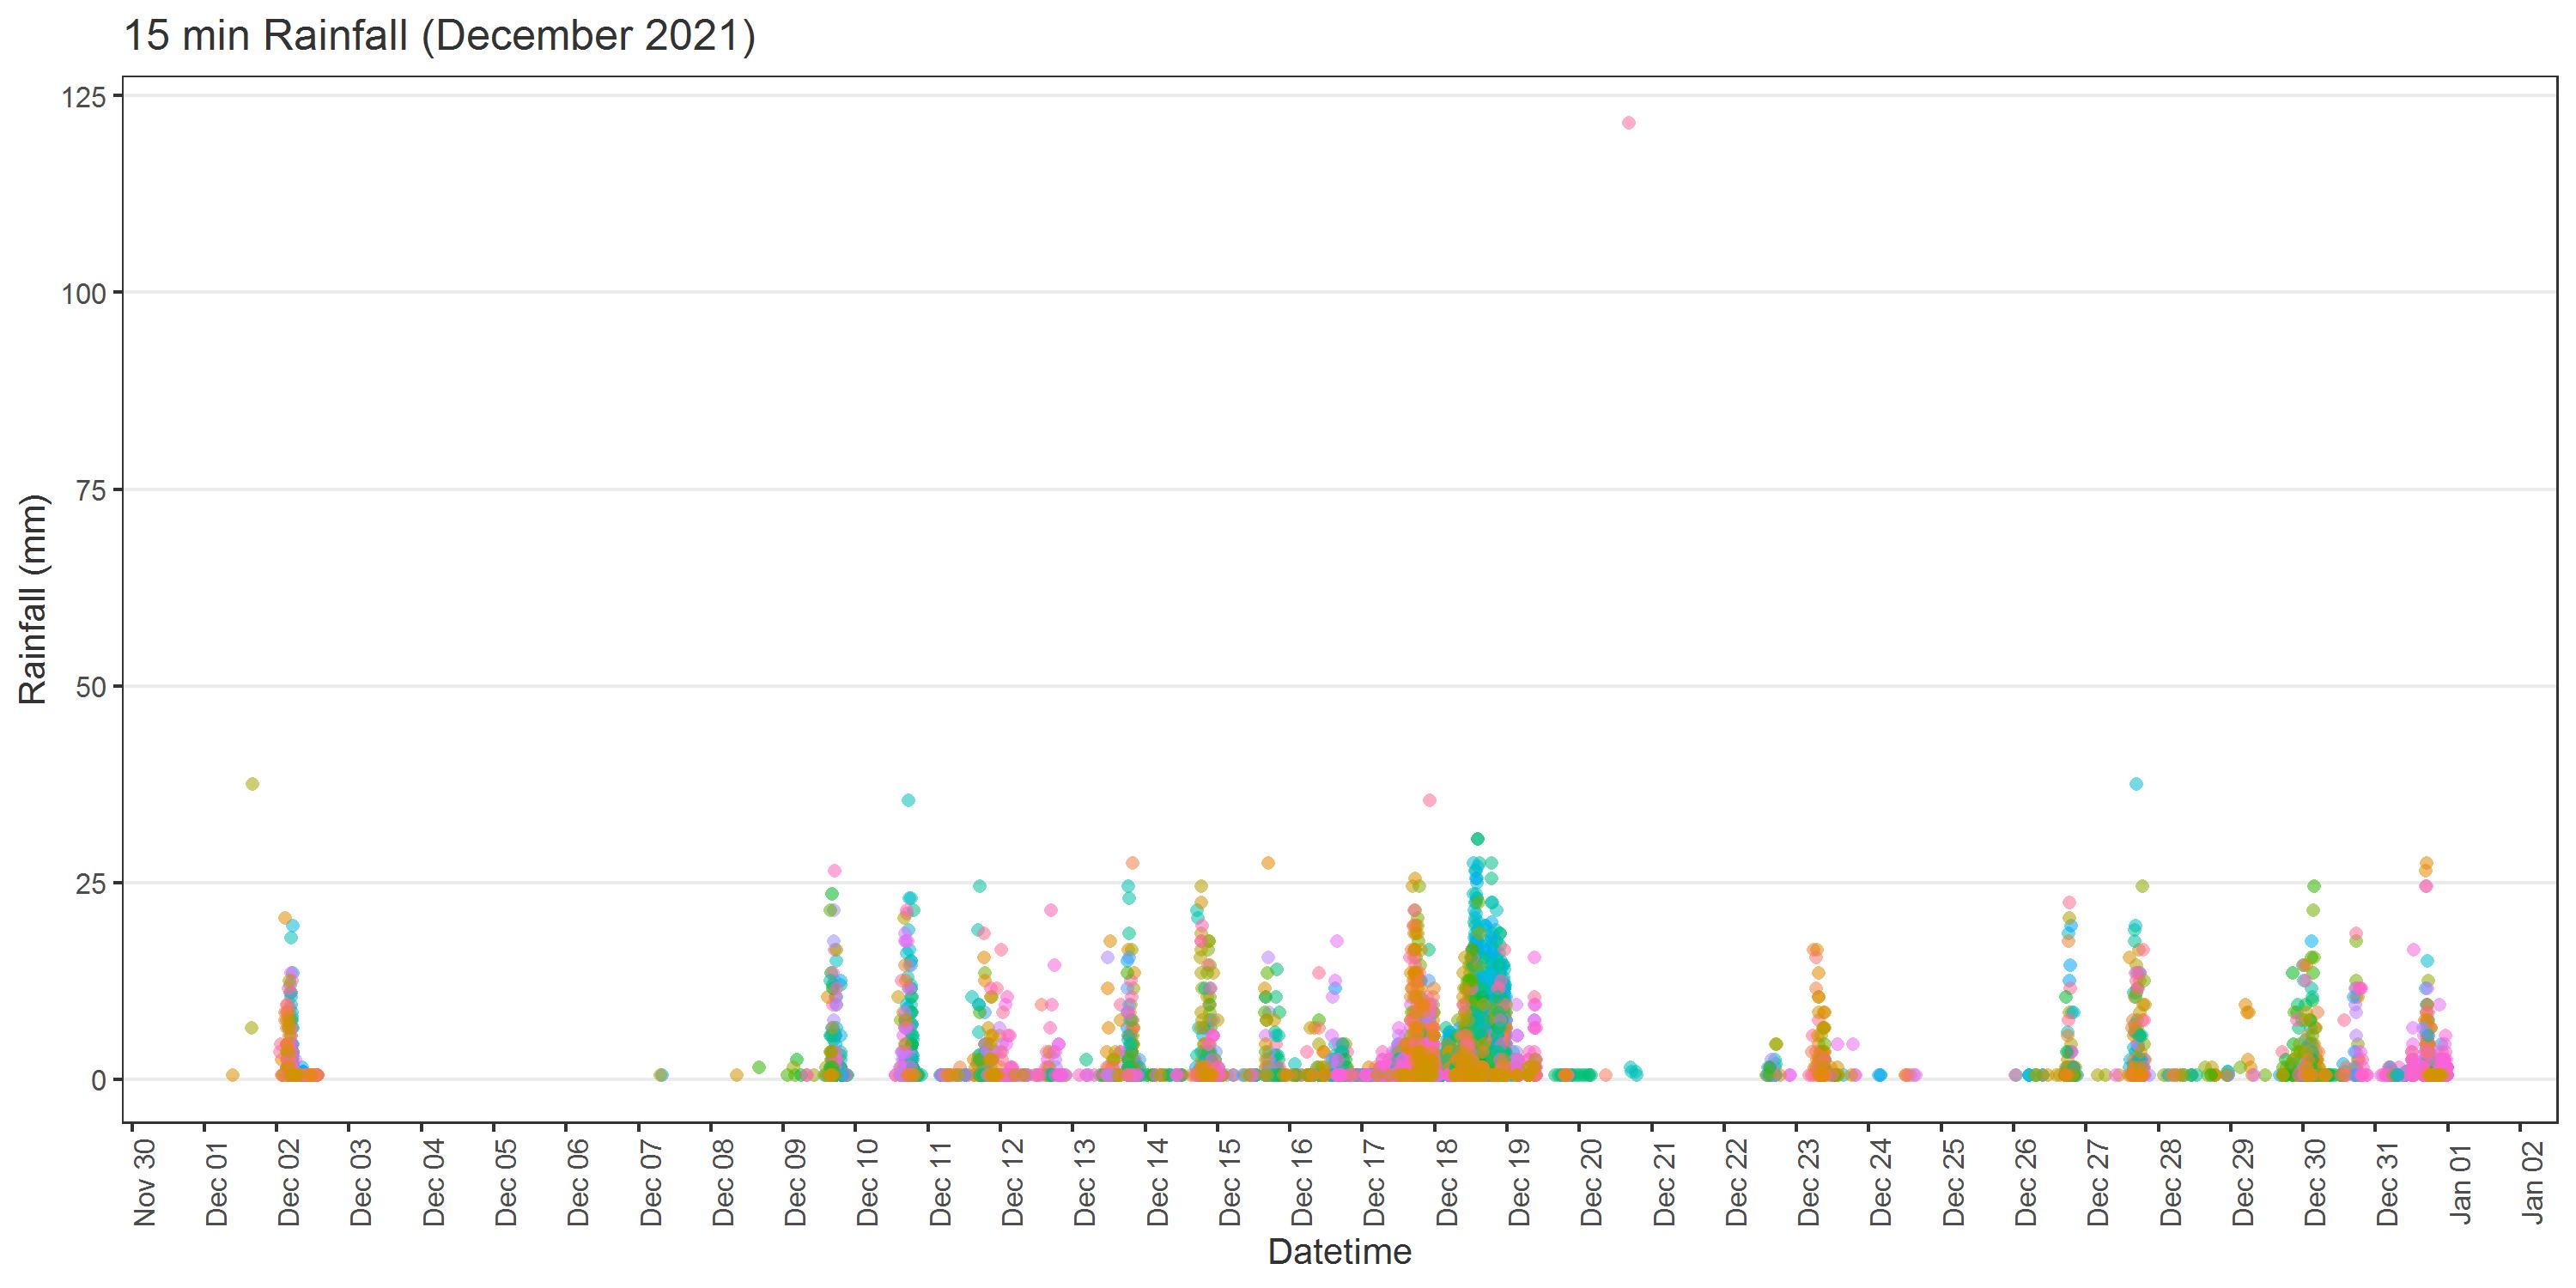 15 min Rainfall (December 2021)
125
100
75
50
25
0
Rainfall (mm)
Nov 30
Dec 01
Dec 02
Dec 03
Dec 04
Dec 05
Dec 06
Dec 07
Dec 08
Dec 09
Dec 10
Dec 11
Dec 12
Dec 13
Dec 14
Dec 15
Dec 16
Dec 17
Dec 18
Dec 19
Dec 20
Dec 21
Dec 22
Dec 23
Dec 24
Dec 25
Dec 26
Dec 27
Dec 28
Dec 29
Dec 30
Dec 31
Jan 01
Jan 02
Datetime